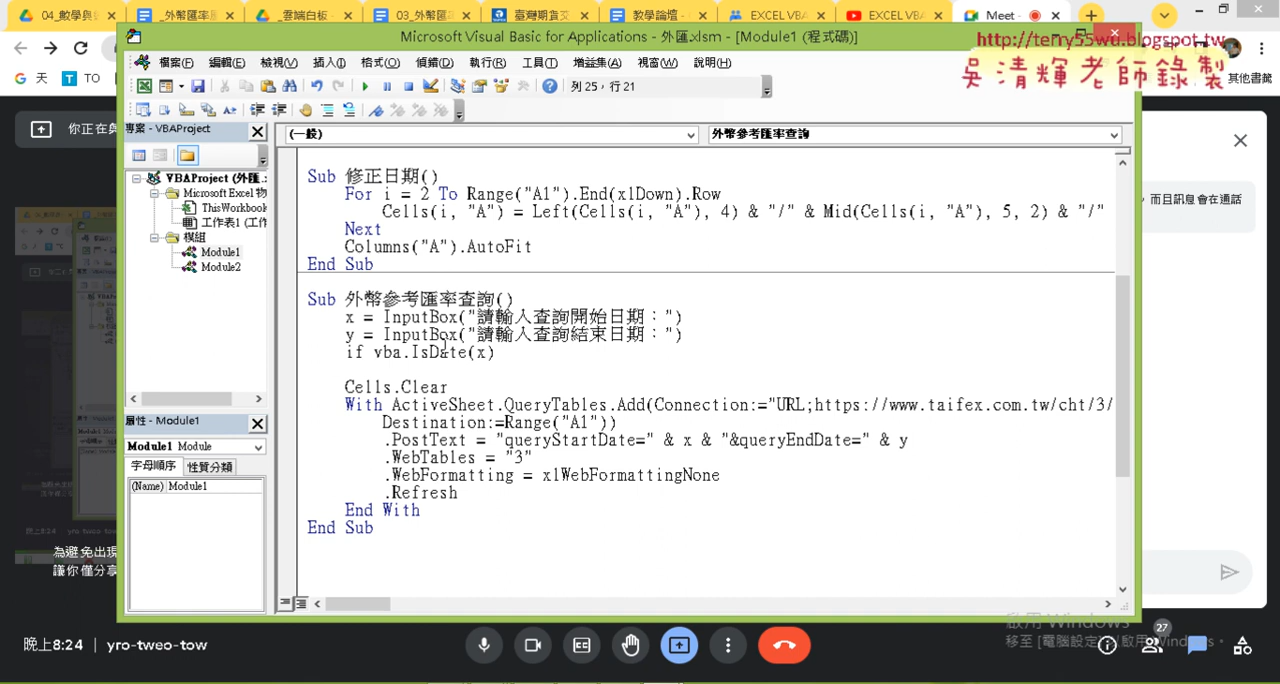 04_數學與
_外幣匯率
_雲端白板 -
03_外幣匯
臺灣期貨交
教學論壇 -
EXCEL VBA
EXCEL VBA
Meet -
http://terry55wu.blogspot.tw
吳清輝老師錄製
天
TO
其他書籤
Microsoft Visual Basic for Applications - 外匯.xlsm - [Module1 (程式碼)]
檔案(F) 編輯(E) 檢視(V) 插入(I) 格式(O) 偵錯(D) 執行(R) 工具(T) 增益集(A) 視窗(W) 說明(H)
列 25，行 21
你正在與
專案 - VBAProject
(一般)
外幣參考匯率查詢
VBAProject (外匯.:
Microsoft Excel 物
ThisWorkbook
工作表1 (工作
模組
Module1
Module2
屬性 - Module1
Module1 Module
字母順序 性質分類
(Name) Module1
Sub 修正日期()
For i = 2 To Range("A1").End(xlDown).Row
Cells(i, "A") = Left(Cells(i, "A"), 4) & "/" & Mid(Cells(i, "A"), 5, 2) & "/"
Next
Columns("A").AutoFit
End Sub
Sub 外幣參考匯率查詢()
x = InputBox("請輸入查詢開始日期：")
y = InputBox("請輸入查詢結束日期：")
if vba.IsDate(x)
Cells.Clear
With ActiveSheet.QueryTables.Add(Connection:="URL;https://www.taifex.com.tw/cht/3/
Destination:=Range("A1"))
.PostText = "queryStartDate=" & x & "&queryEndDate=" & y
.WebTables = "3"
.WebFormatting = xlWebFormattingNone
.Refresh
End With
End Sub
，而且訊息會在通話
為避免出現
議你僅分享
啟用 Windows
移至 [電腦設定] 以啟用 Windows。
晚上8:24 | yro-tweo-tow
27